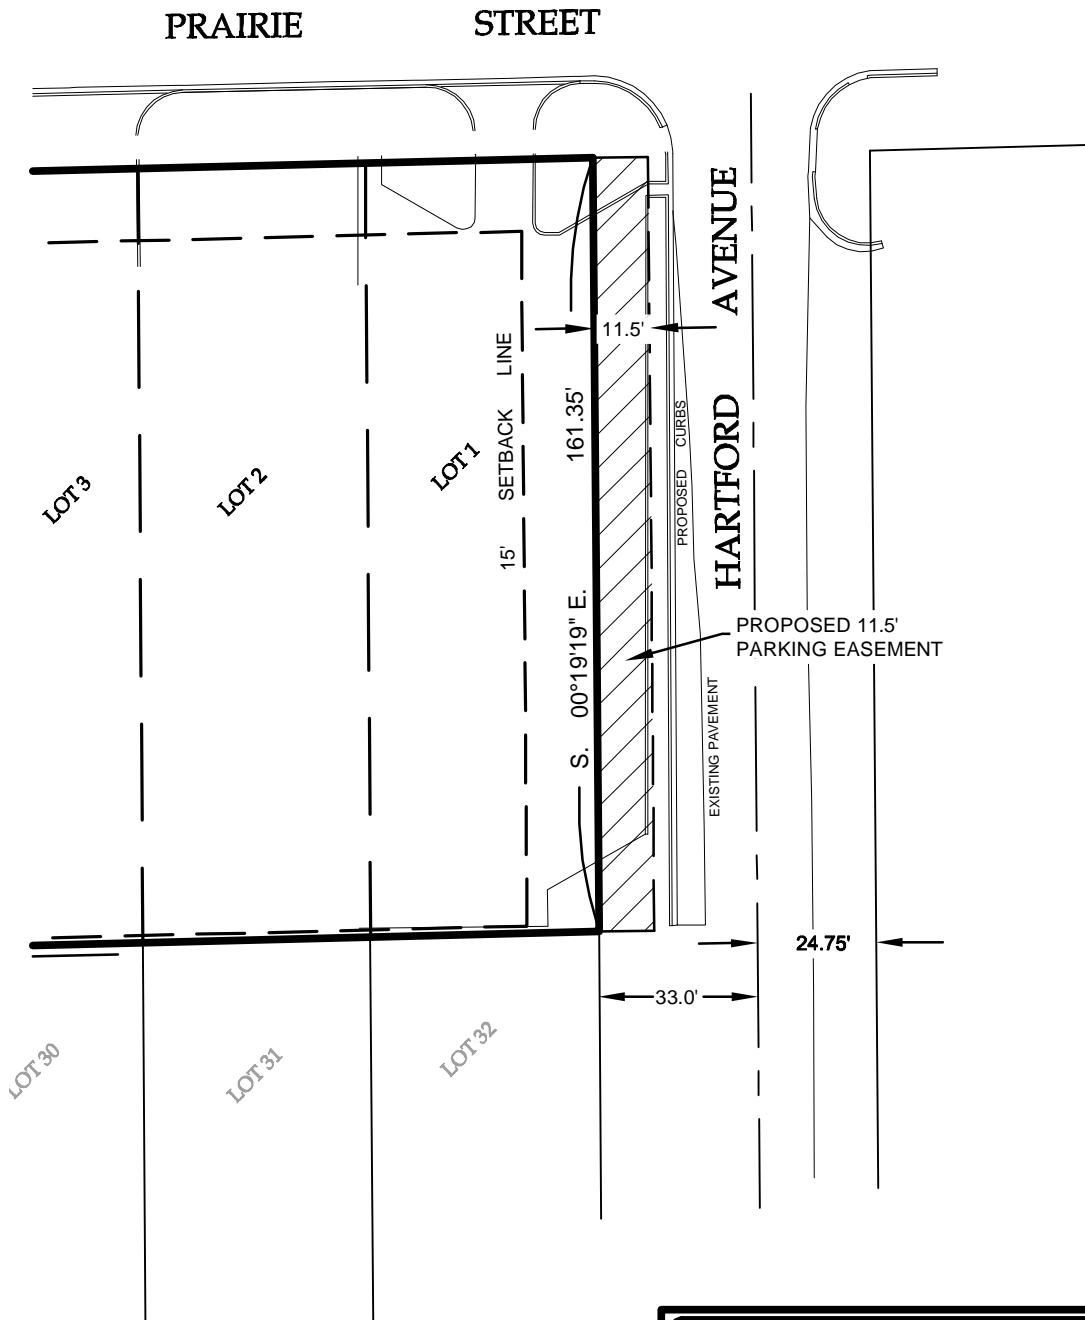 PRAIRIE STREET
HARTFORD AVENUE
11.5'
15' SETBACK LINE
S. 00°19'19" E. 161.35'
LOT 3
LOT 2
LOT 1
PROPOSED CURBS
PROPOSED 11.5'
PARKING EASEMENT
EXISTING PAVEMENT
24.75'
33.0'
LOT 30
LOT 31
LOT 32